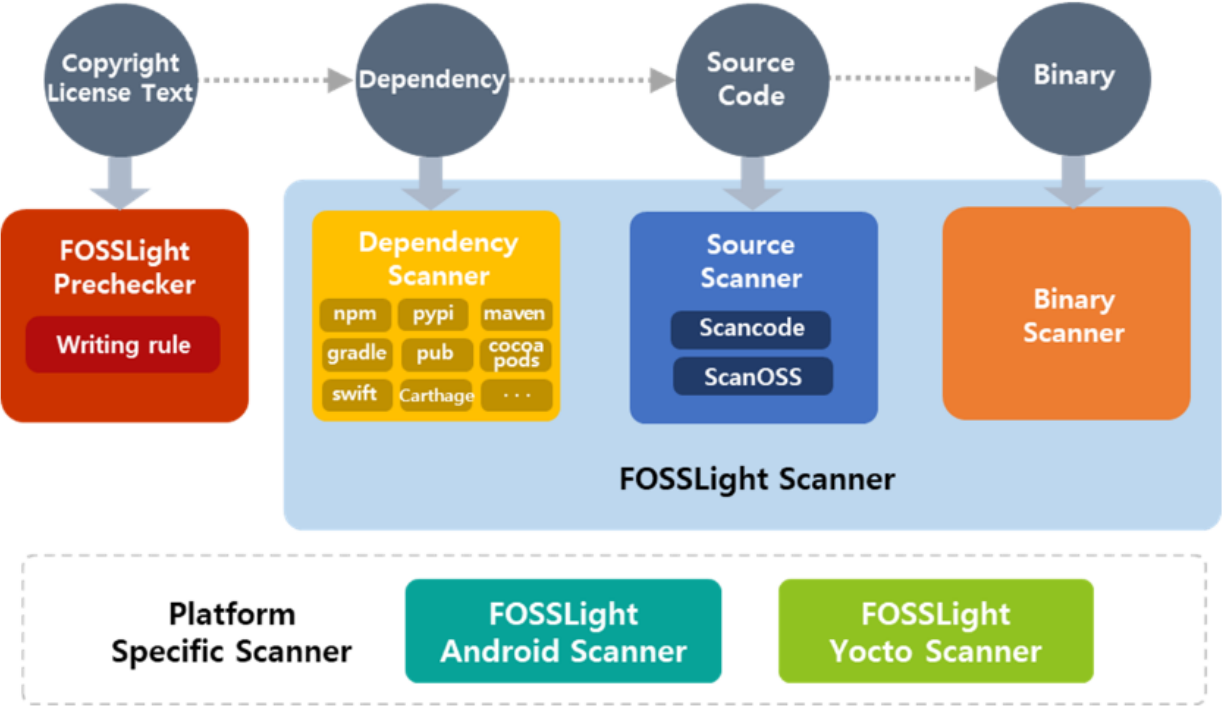 Copyright
License Text
Dependency
Source
Code
Binary
FOSSLight
Prechecker
Writing rule
Dependency
Scanner
npm
pypi
maven
gradle
pub
cocoa
pods
swift
Carthage
...
Source
Scanner
Scancode
ScanOSS
Binary
Scanner
FOSSLight Scanner
Platform
Specific Scanner
FOSSLight
Android Scanner
FOSSLight
Yocto Scanner